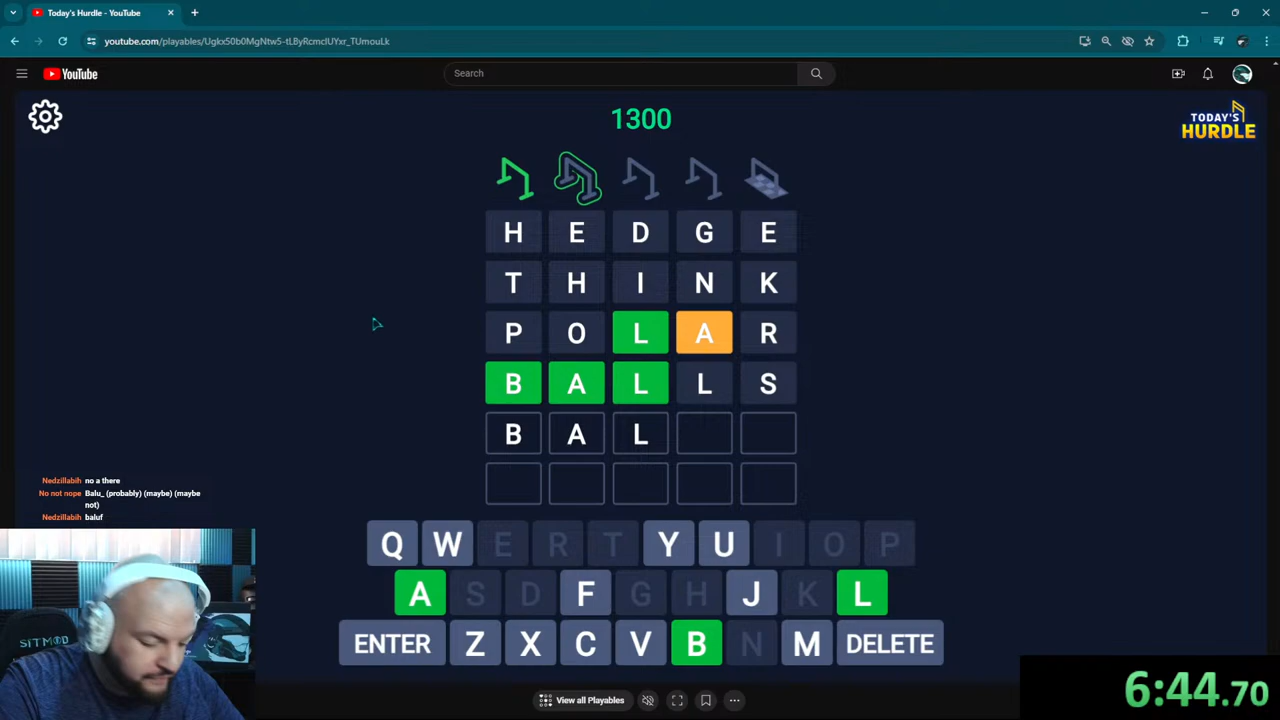 Today's Hurdle - YouTube
youtube.com/playables/Ugkx50b0MgNtw5-tLByRcmclUYxr_TUmouLk
YouTube
Search
1300
TODAY'S
HURDLE
H E D G E
T H I N K
P O L A R
B A L L S
B A L
Nedzillabih no a there
No not nope Balu_ (probably) (maybe) (maybe
not)
Nedzillabih baluf
Q W E R T Y U I O P
A S D F G H J K L
ENTER Z X C V B N M DELETE
SITMOD
View all Playables
6:44.70